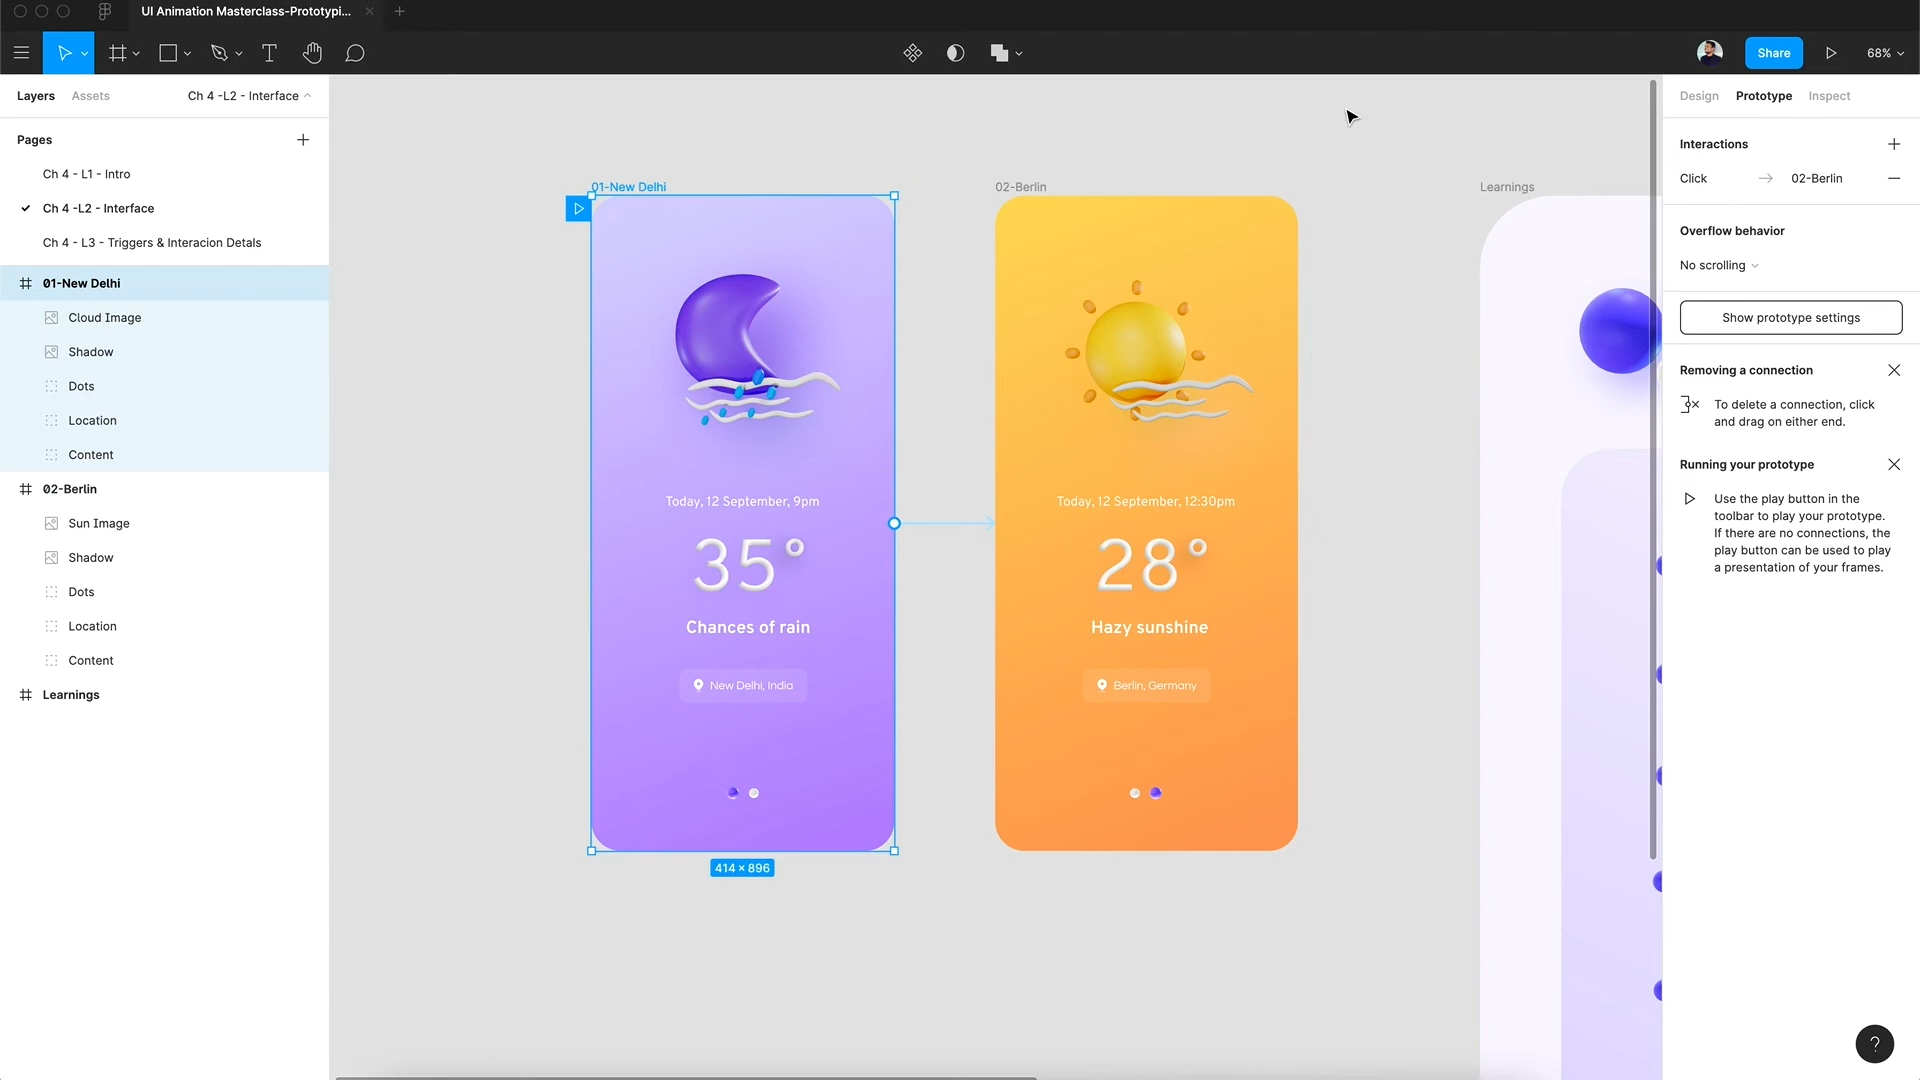 UI Animation Masterclass-Prototypi...
Share
68%
Layers
Assets
Ch 4 -L2 - Interface
Pages
Ch 4 - L1 - Intro
Ch 4 -L2 - Interface
Ch 4 - L3 - Triggers & Interacion Detals
01-New Delhi
Cloud Image
Shadow
Dots
Location
Content
02-Berlin
Sun Image
Shadow
Dots
Location
Content
Learnings
01-New Delhi
Today, 12 September, 9pm
35°
Chances of rain
New Delhi, India
414 × 896
02-Berlin
Today, 12 September, 12:30pm
28°
Hazy sunshine
Berlin, Germany
Learnings
Design
Prototype
Inspect
Interactions
Click
02-Berlin
Overflow behavior
No scrolling
Show prototype settings
Removing a connection
To delete a connection, click
and drag on either end.
Running your prototype
Use the play button in the
toolbar to play your prototype.
If there are no connections, the
play button can be used to play
a presentation of your frames.
?